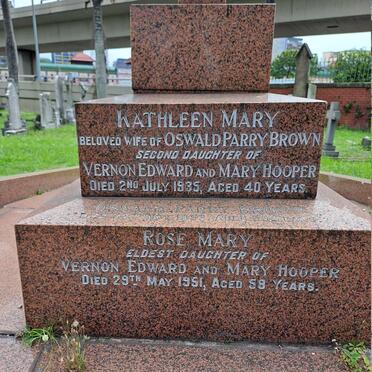 KATHLEEN MARY
BELOVED WIFE OF OSWALD PARRY BROWN
SECOND DAUGHTER OF
VERNON EDWARD AND MARY HOOPER
DIED 2ND JULY 1935, AGED 40 YEARS.
ROSE MARY
ELDEST DAUGHTER OF
VERNON EDWARD AND MARY HOOPER
DIED 29TH MAY 1951, AGED 58 YEARS.